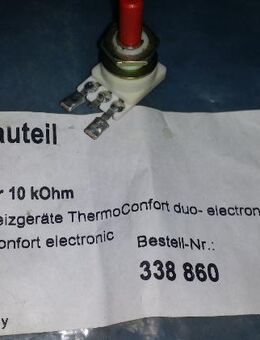 auteil
r 10 kOhm
eizgeräte ThermoConfort duo- electron
onfort electronic
Bestell-Nr.:
338 860
y